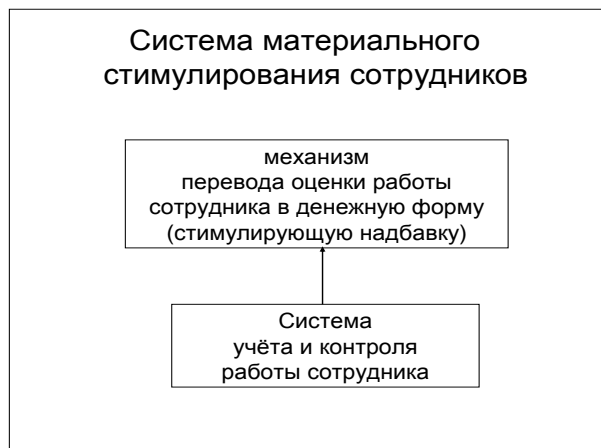 Система материального
стимулирования сотрудников
механизм
перевода оценки работы
сотрудника в денежную форму
(стимулирующую надбавку)
Система
учёта и контроля
работы сотрудника